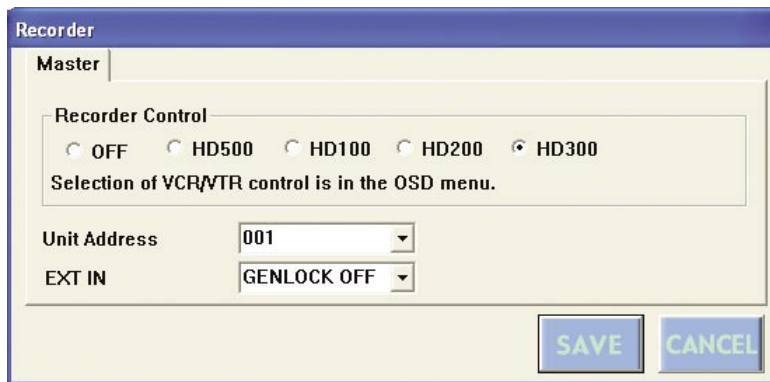 Recorder
Master
Recorder Control
OFF HD500 HD100 HD200 HD300
Selection of VCR/VTR control is in the OSD menu.
Unit Address 001
EXT IN GENLOCK OFF
SAVE CANCEL